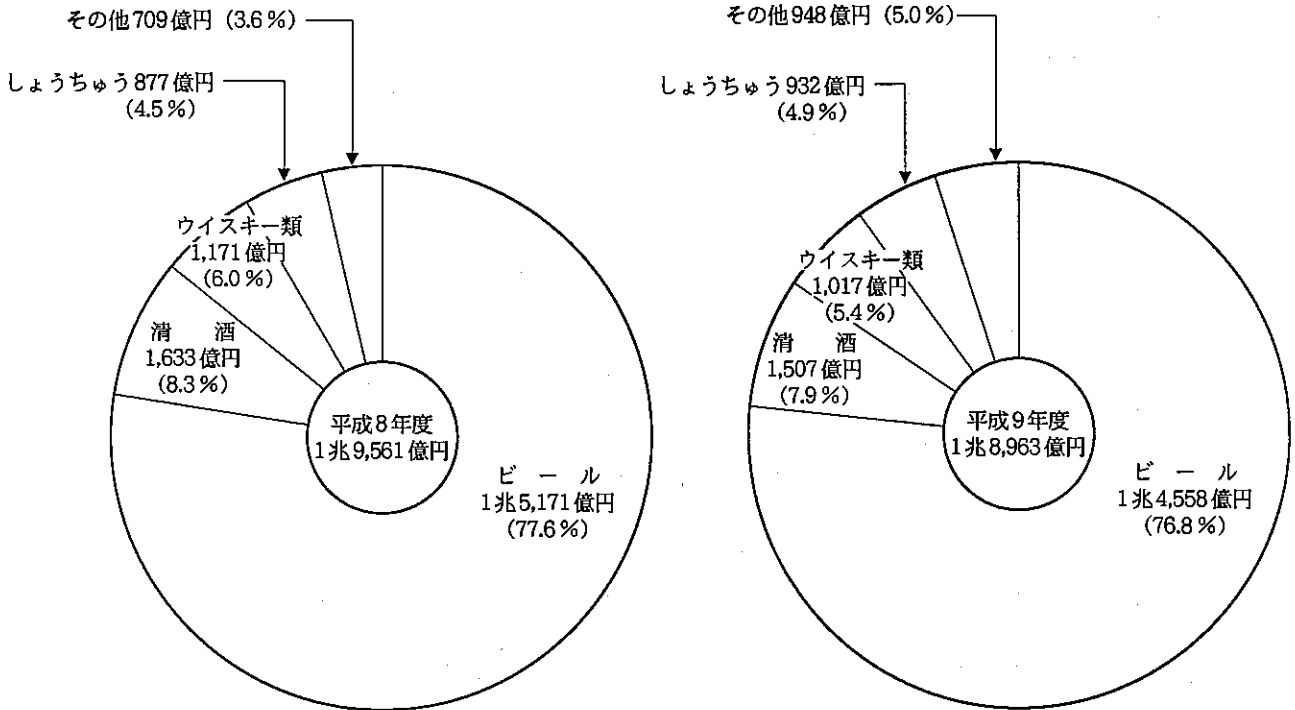 その他709億円 (3.6%)
しょうちゅう877億円
(4.5%)
ウイスキー類
1,171億円
(6.0%)
清 酒
1,633億円
(8.3%)
平成8年度
1兆9,561億円
ビ ー ル
1兆5,171億円
(77.6%)
その他948億円 (5.0%)
しょうちゅう932億円
(4.9%)
ウイスキー類
1,017億円
(5.4%)
清 酒
1,507億円
(7.9%)
平成9年度
1兆8,963億円
ビ ー ル
1兆4,558億円
(76.8%)